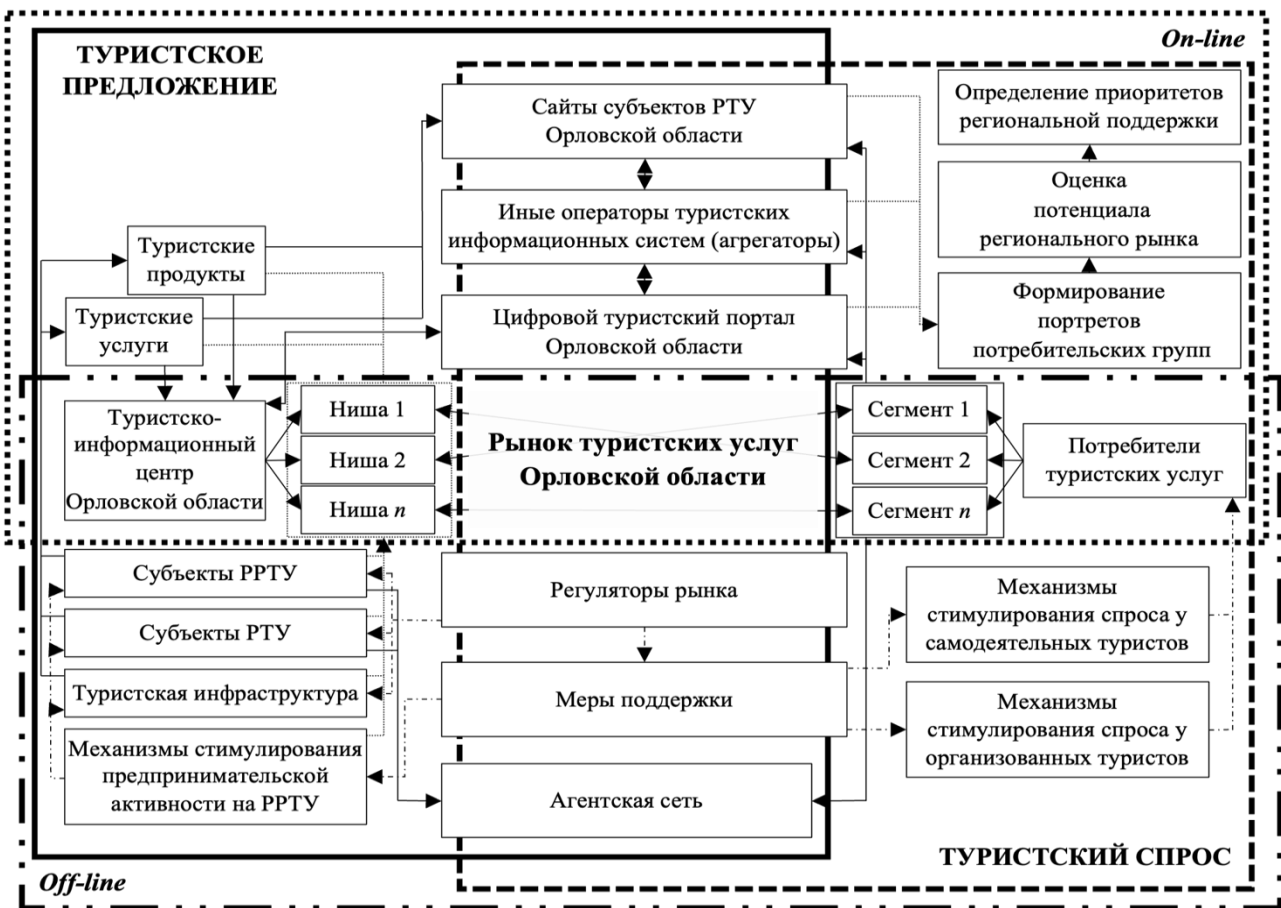 On-line
ТУРИСТСКОЕ
ПРЕДЛОЖЕНИЕ
Сайты субъектов РТУ
Орловской области
Определение приоритетов
региональной поддержки
Иные операторы туристских
информационных систем (агрегаторы)
Оценка
потенциала
регионального рынка
Туристские
продукты
Туристские
услуги
Цифровой туристский портал
Орловской области
Формирование
портретов
потребительских групп
Туристско-
информационный
центр
Орловской области
Ниша 1
Ниша 2
Ниша n
Рынок туристских услуг
Орловской области
Сегмент 1
Сегмент 2
Сегмент n
Потребители
туристских услуг
Субъекты РРТУ
Субъекты РТУ
Туристская инфраструктура
Механизмы стимулирования
предпринимательской
активности на РРТУ
Регуляторы рынка
Меры поддержки
Агентская сеть
Механизмы
стимулирования спроса у
самодеятельных туристов
Механизмы
стимулирования спроса у
организованных туристов
ТУРИСТСКИЙ СПРОС
Off-line